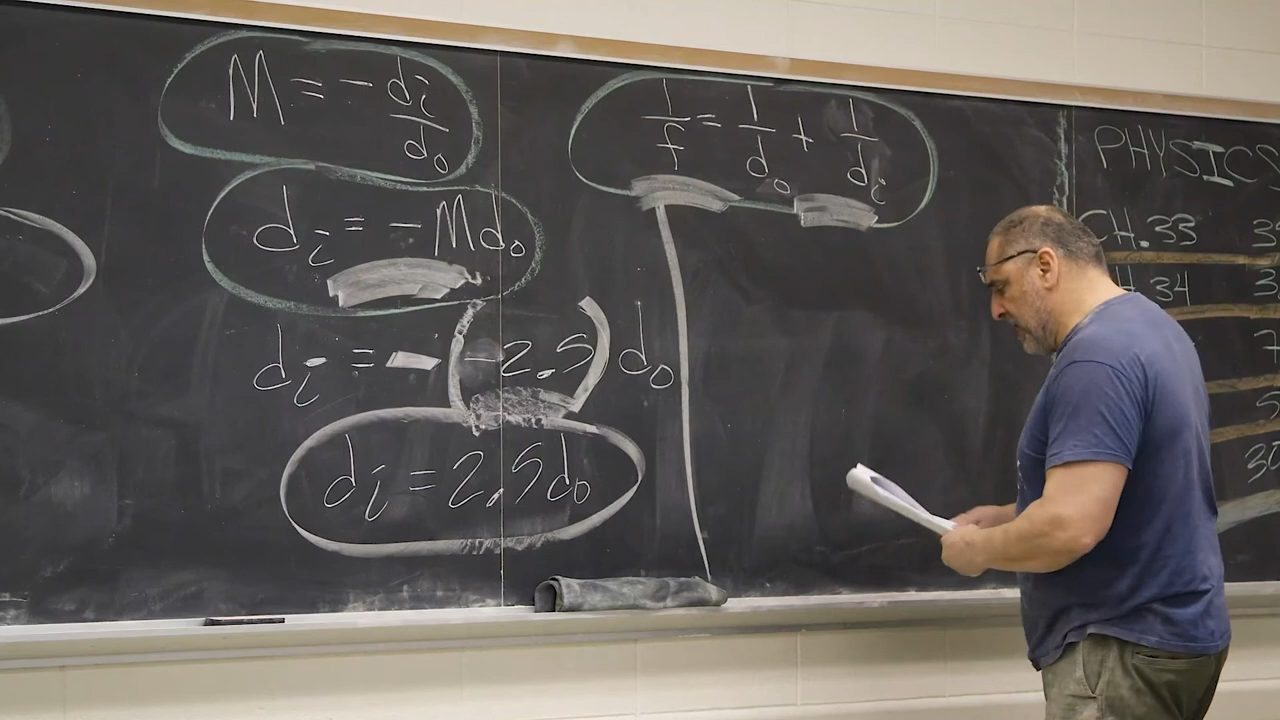 M = - di/do
di = -Mdo
di = -(-2.5)do
di = 2.5do
1/f = 1/do + 1/di
PHYSICS
CH.33
34
30